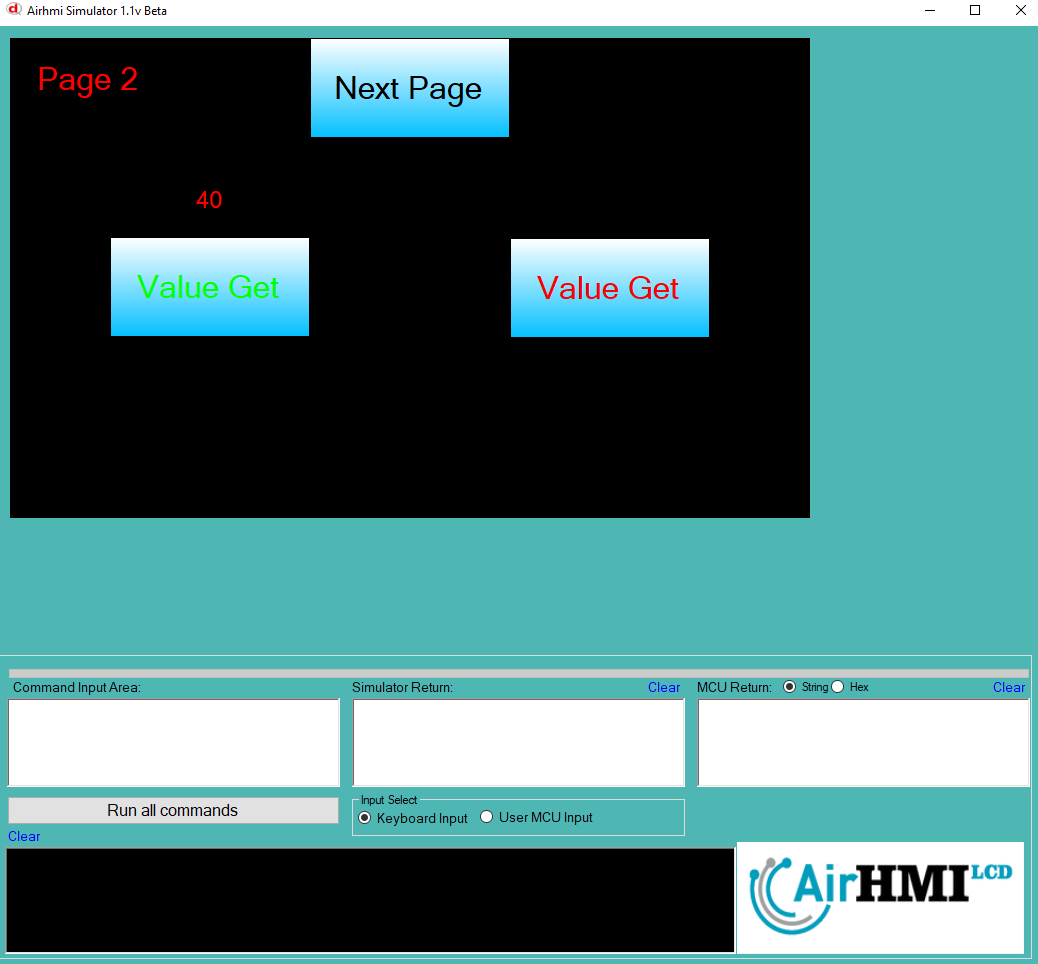 Airhmi Simulator 1.1v Beta
Page 2
Next Page
40
Value Get
Value Get
Command Input Area:
Simulator Return:
Clear
MCU Return:
String
Hex
Clear
Run all commands
Input Select
Keyboard Input
User MCU Input
Clear
AirHMI LCD